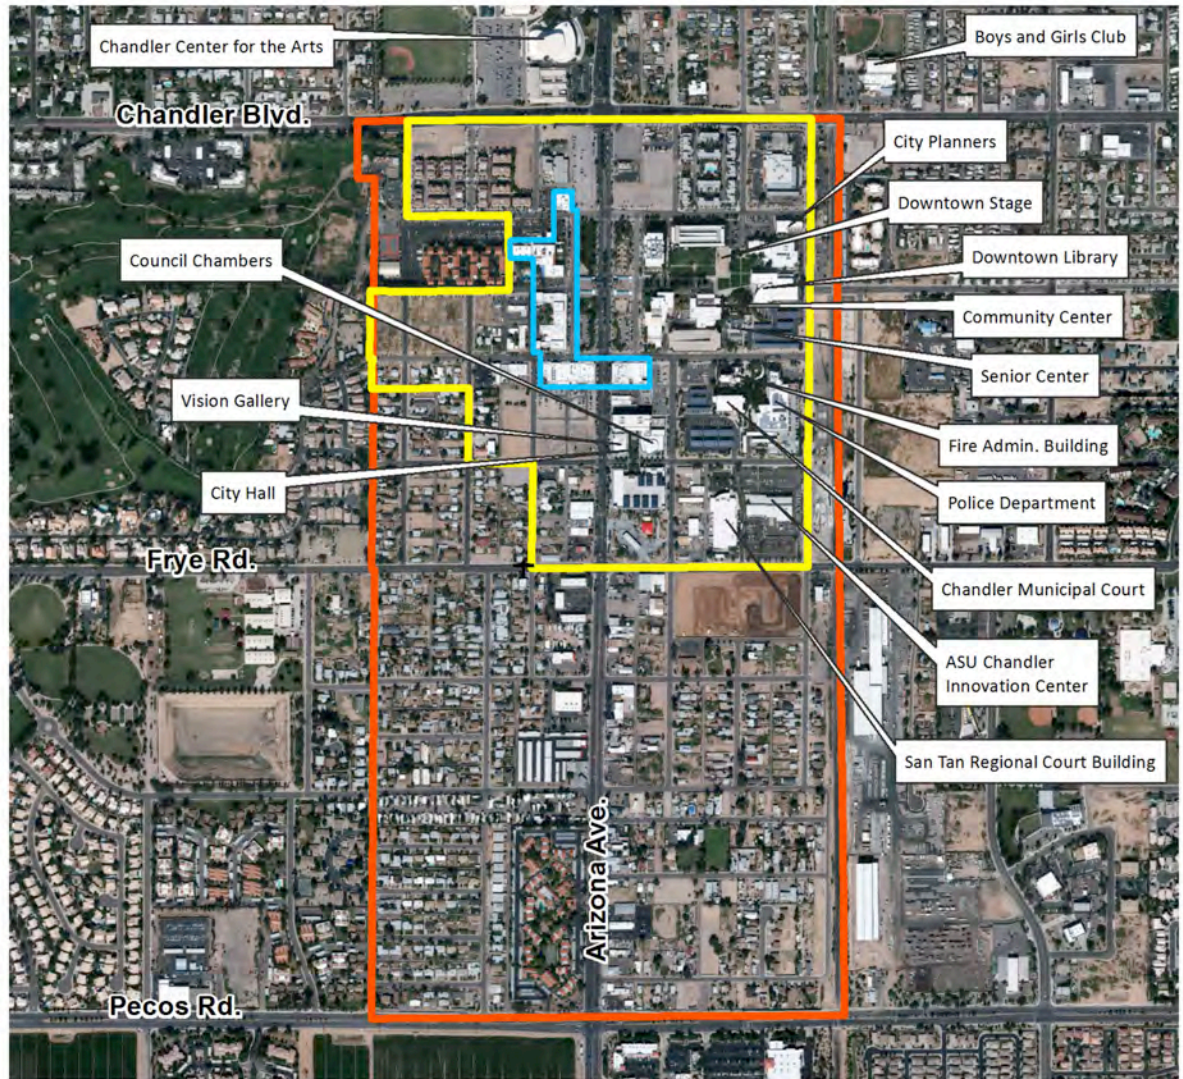 Chandler Center for the Arts
Boys and Girls Club
Chandler Blvd.
City Planners
Downtown Stage
Council Chambers
Downtown Library
Community Center
Senior Center
Vision Gallery
Fire Admin. Building
City Hall
Police Department
Frye Rd.
Chandler Municipal Court
ASU Chandler
Innovation Center
San Tan Regional Court Building
Arizona Ave.
Pecos Rd.